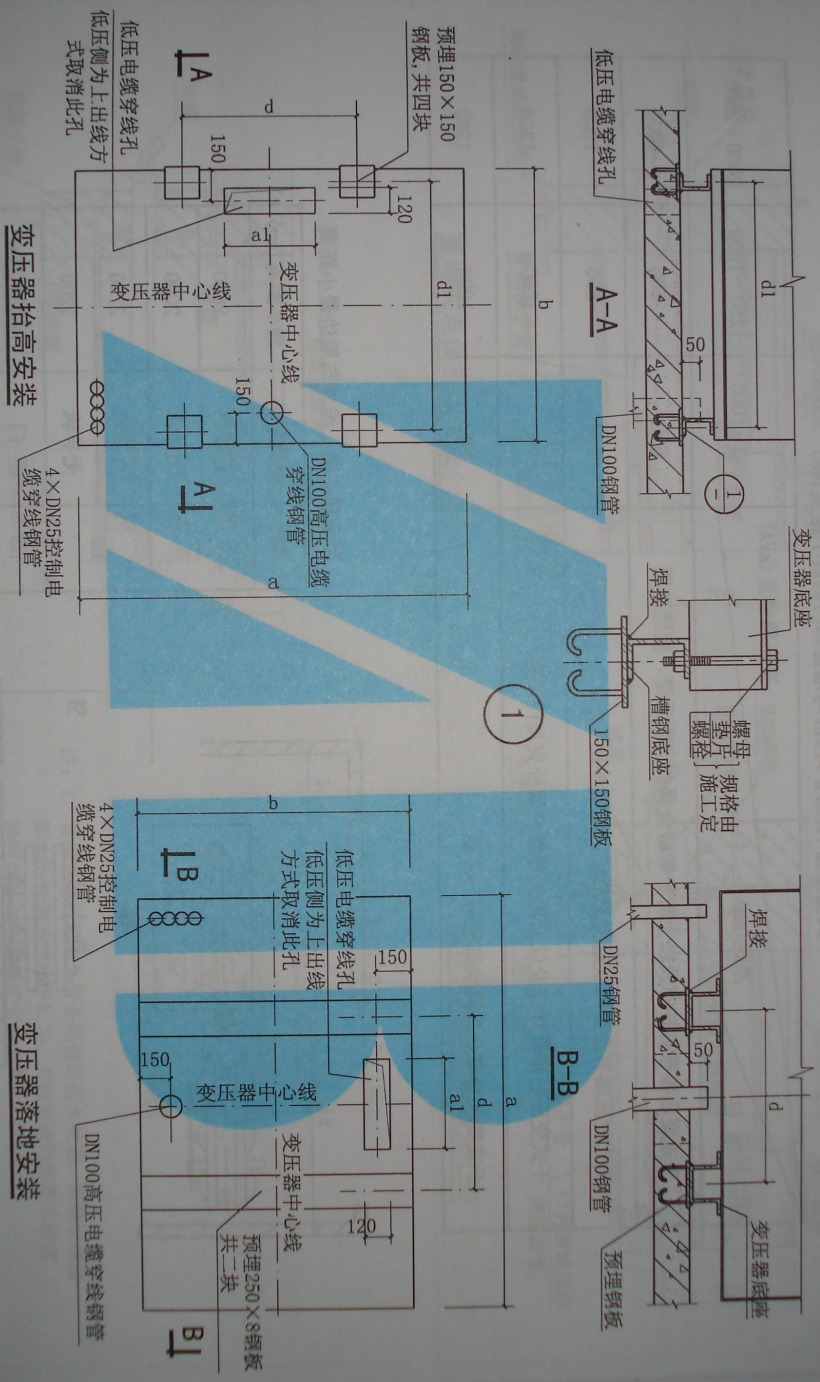 d1
50
低压电缆穿线孔
A-A
DN100钢管
1
预埋150×150
钢板,共四块
低压电缆穿线孔
低压侧为上出线方
式取消此孔
A
d
150
120
a1
d1
b
变压器中心线
变压器中心线
150
DN100高压电缆
穿线钢管
A
4×DN25控制电
缆穿线钢管
a
变压器抬高安装
变压器底座
焊接
螺母
垫片
螺栓
规格由
施工定
槽钢底座
150×150钢板
1
焊接
50
d
变压器底座
DN25钢管
DN100钢管
预埋钢板
B-B
a
d
a1
b
150
低压电缆穿线孔
低压侧为上出线
方式取消此孔
B
4×DN25控制电
缆穿线钢管
150
变压器中心线
变压器中心线
120
预埋250×8钢板
共二块
DN100高压电缆穿线钢管
B
变压器落地安装